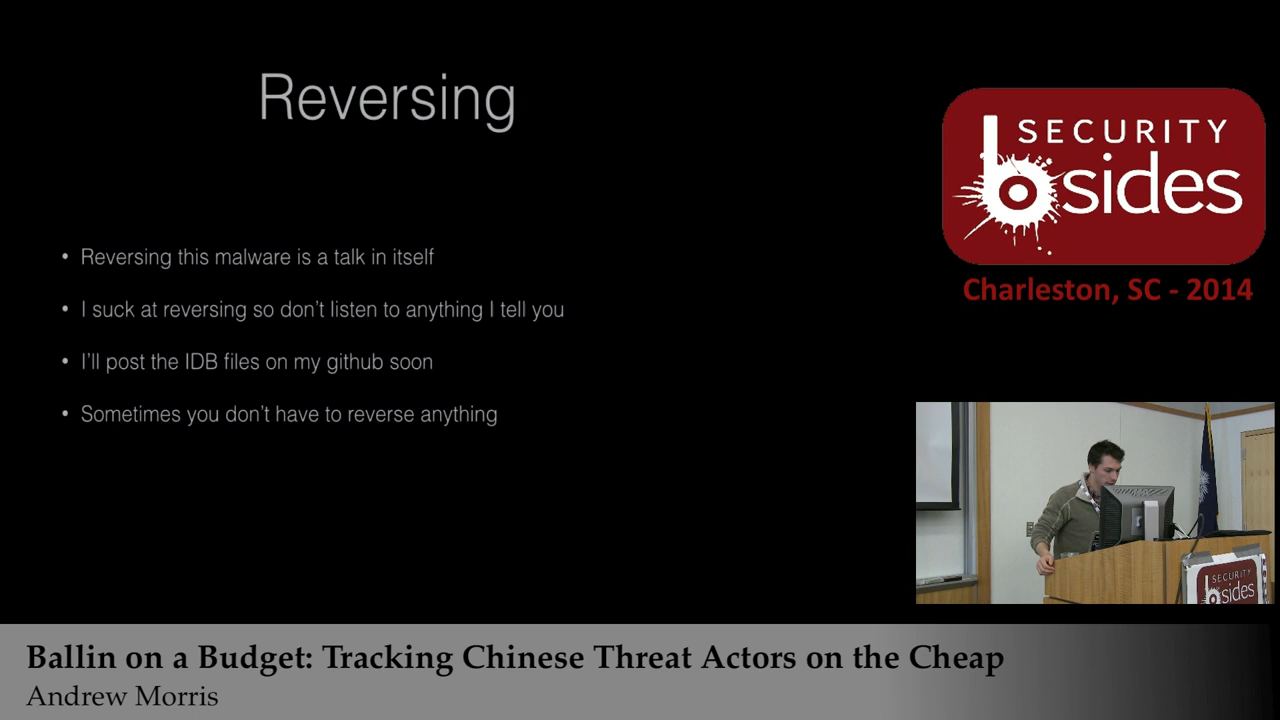 Reversing
• Reversing this malware is a talk in itself
• I suck at reversing so don't listen to anything I tell you
• I'll post the IDB files on my github soon
• Sometimes you don't have to reverse anything
SECURITY
bsides
Charleston, SC - 2014
SECURITY
bsides
Ballin on a Budget: Tracking Chinese Threat Actors on the Cheap
Andrew Morris